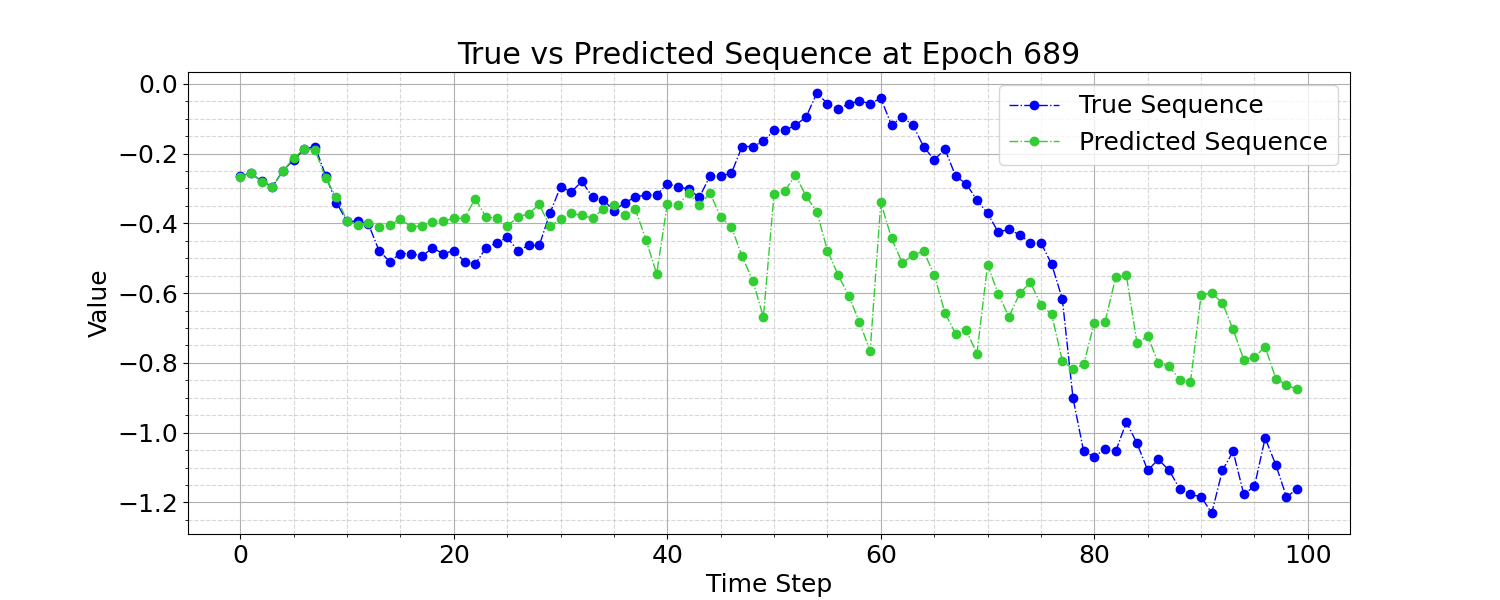 True vs Predicted Sequence at Epoch 689
True Sequence
Predicted Sequence
Value
0.0
−0.2
−0.4
−0.6
−0.8
−1.0
−1.2
0 20 40 60 80 100
Time Step